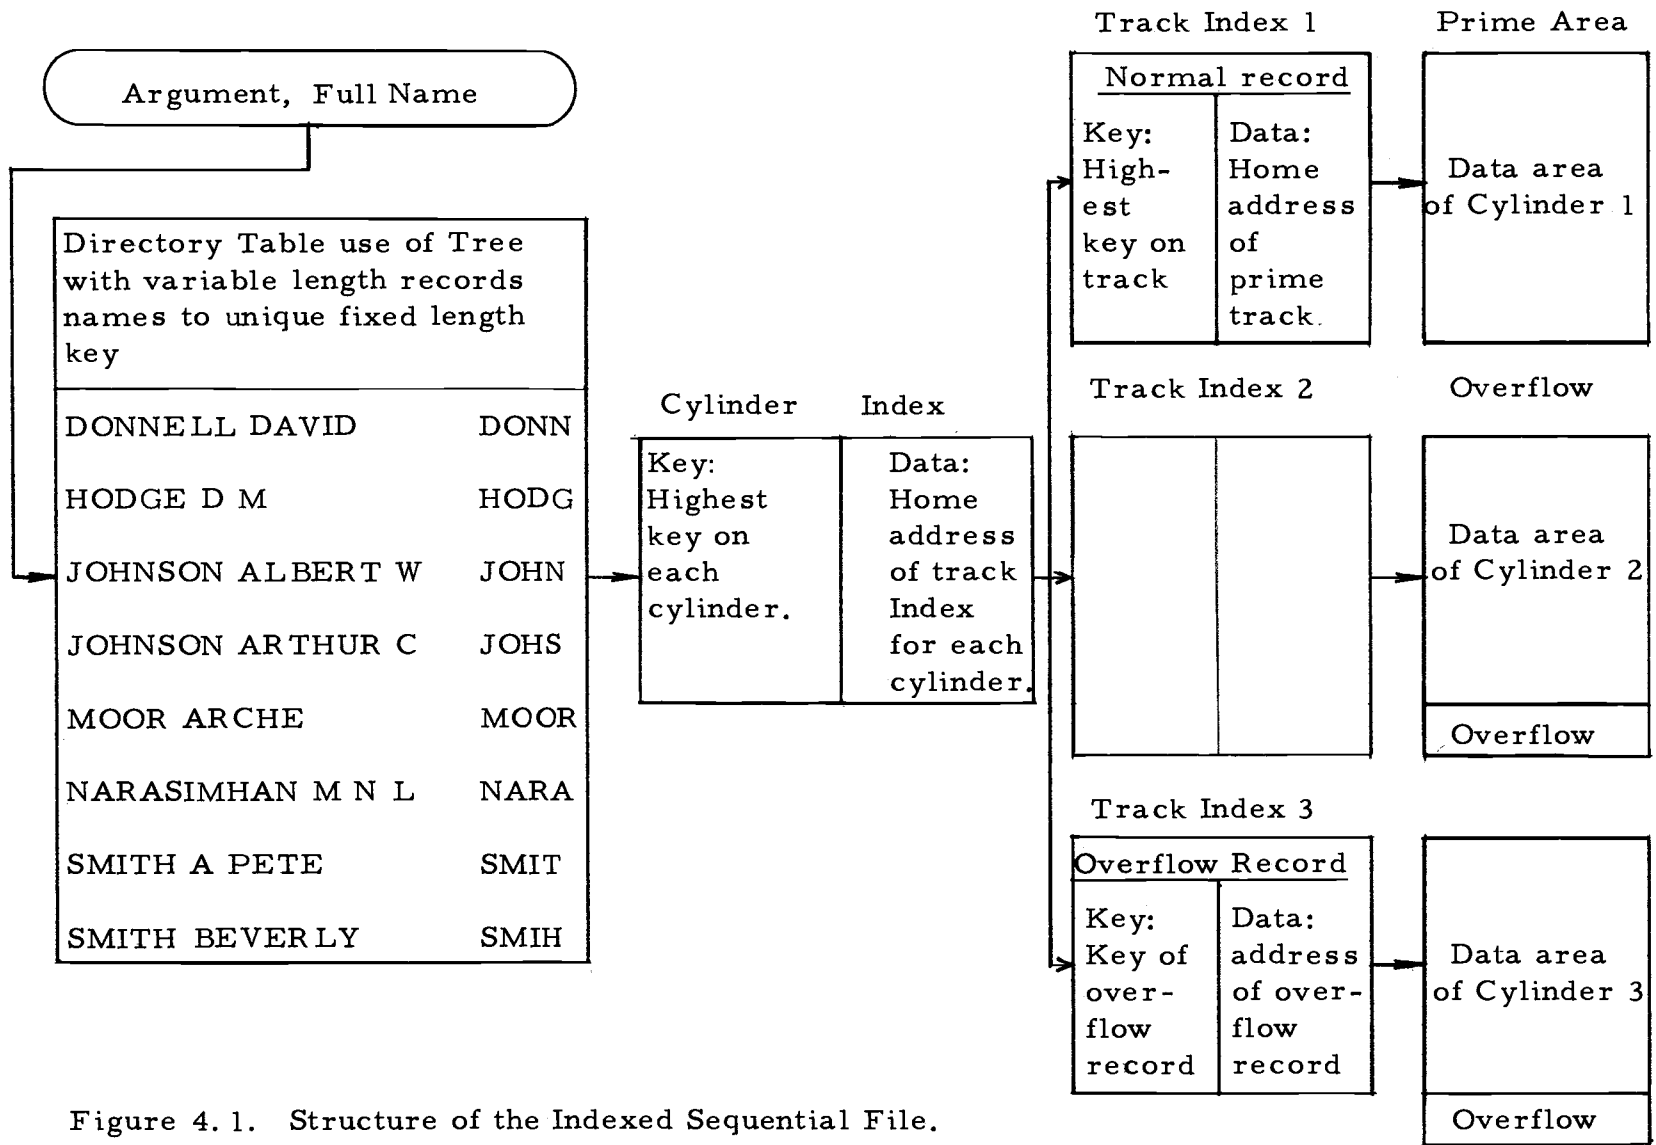 Argument, Full Name
Directory Table use of Tree
with variable length records
names to unique fixed length
key
DONNELL DAVID DONN
HODGE D M HODG
JOHNSON ALBERT W JOHN
JOHNSON ARTHUR C JOHS
MOOR ARCHE MOOR
NARASIMHAN M N L NARA
SMITH A PETE SMIT
SMITH BEVERLY SMIH
Cylinder Index
Key:
Highest
key on
each
cylinder.
Data:
Home
address
of track
Index
for each
cylinder.
Track Index 1
Normal record
Key:
High-
est
key on
track
Data:
Home
address
of
prime
track.
Prime Area
Data area
of Cylinder 1
Track Index 2
Overflow
Data area
of Cylinder 2
Overflow
Track Index 3
Overflow Record
Key:
Key of
over-
flow
record
Data:
address
of over-
flow
record
Data area
of Cylinder 3
Overflow
Figure 4.1. Structure of the Indexed Sequential File.